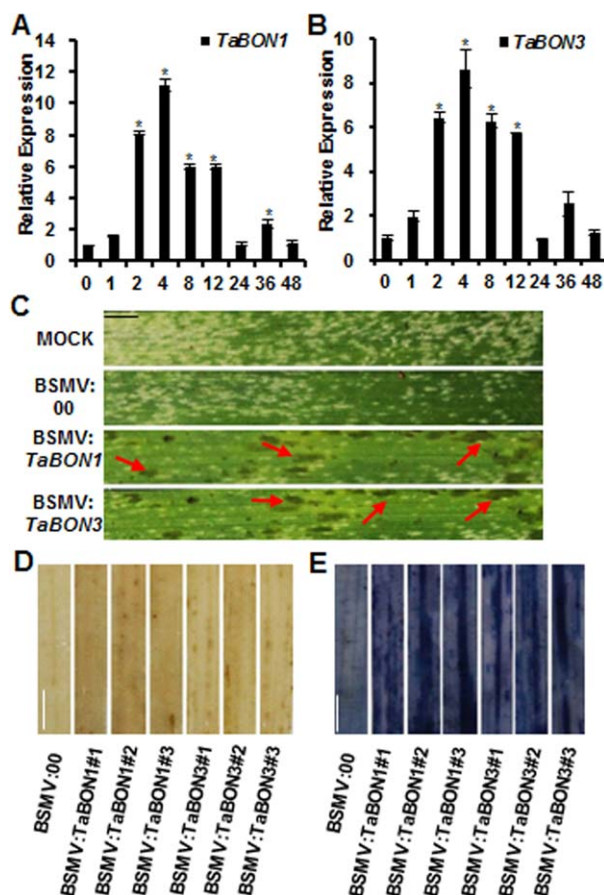 A
TaBON1
Relative Expression
14
12
10
8
6
4
2
0
* * * * *
0 1 2 4 8 12 24 36 48
B
TaBON3
Relative Expression
10
8
6
4
2
0
* * * *
0 1 2 4 8 12 24 36 48
C
MOCK
BSMV:
00
BSMV:
TaBON1
BSMV:
TaBON3
D
BSMV:00
BSMV:TaBON1#1
BSMV:TaBON1#2
BSMV:TaBON1#3
BSMV:TaBON3#1
BSMV:TaBON3#2
BSMV:TaBON3#3
E
BSMV:00
BSMV:TaBON1#1
BSMV:TaBON1#2
BSMV:TaBON1#3
BSMV:TaBON3#1
BSMV:TaBON3#2
BSMV:TaBON3#3